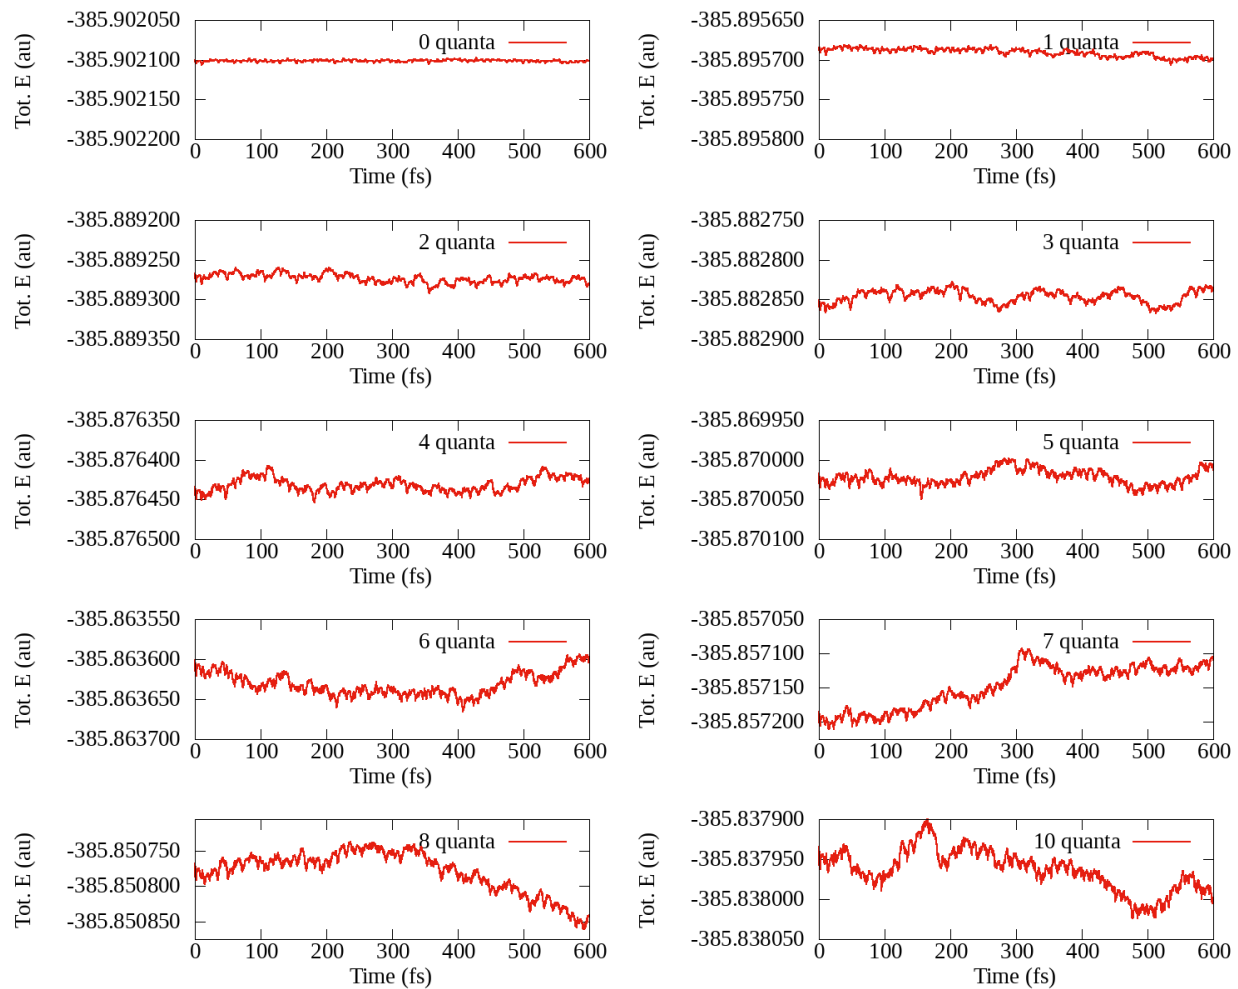 Tot. E (au)
-385.902050
-385.902100
-385.902150
-385.902200
0 quanta
0 100 200 300 400 500 600
Time (fs)
Tot. E (au)
-385.895650
-385.895700
-385.895750
-385.895800
1 quanta
0 100 200 300 400 500 600
Time (fs)
Tot. E (au)
-385.889200
-385.889250
-385.889300
-385.889350
2 quanta
0 100 200 300 400 500 600
Time (fs)
Tot. E (au)
-385.882750
-385.882800
-385.882850
-385.882900
3 quanta
0 100 200 300 400 500 600
Time (fs)
Tot. E (au)
-385.876350
-385.876400
-385.876450
-385.876500
4 quanta
0 100 200 300 400 500 600
Time (fs)
Tot. E (au)
-385.869950
-385.870000
-385.870050
-385.870100
5 quanta
0 100 200 300 400 500 600
Time (fs)
Tot. E (au)
-385.863550
-385.863600
-385.863650
-385.863700
6 quanta
0 100 200 300 400 500 600
Time (fs)
Tot. E (au)
-385.857050
-385.857100
-385.857150
-385.857200
7 quanta
0 100 200 300 400 500 600
Time (fs)
Tot. E (au)
-385.850750
-385.850800
-385.850850
8 quanta
0 100 200 300 400 500 600
Time (fs)
Tot. E (au)
-385.837900
-385.837950
-385.838000
-385.838050
10 quanta
0 100 200 300 400 500 600
Time (fs)